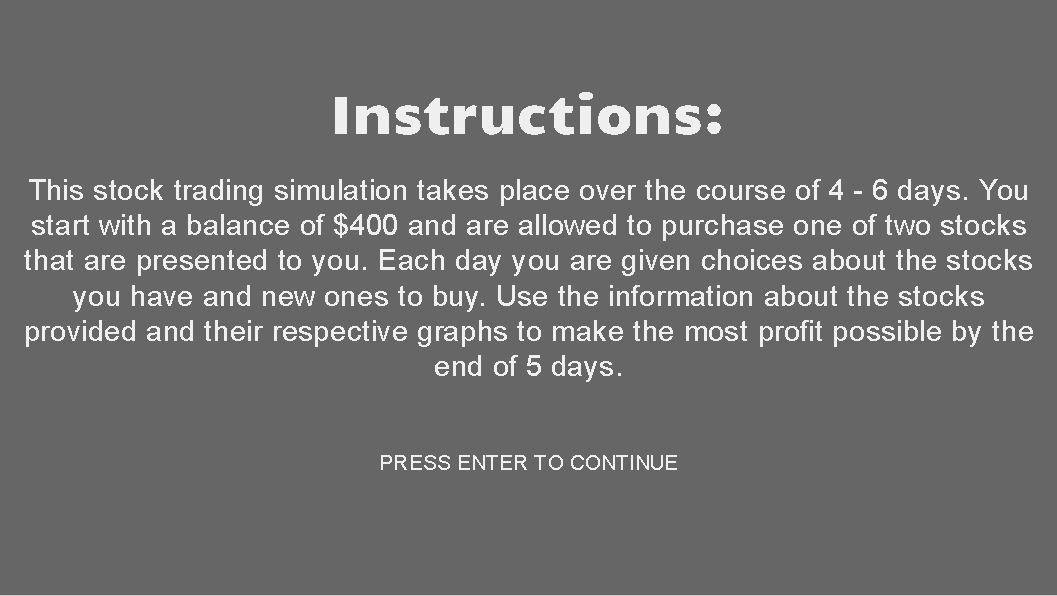 Instructions:
This stock trading simulation takes place over the course of 4 - 6 days. You
start with a balance of $400 and are allowed to purchase one of two stocks
that are presented to you. Each day you are given choices about the stocks
you have and new ones to buy. Use the information about the stocks
provided and their respective graphs to make the most profit possible by the
end of 5 days.
PRESS ENTER TO CONTINUE